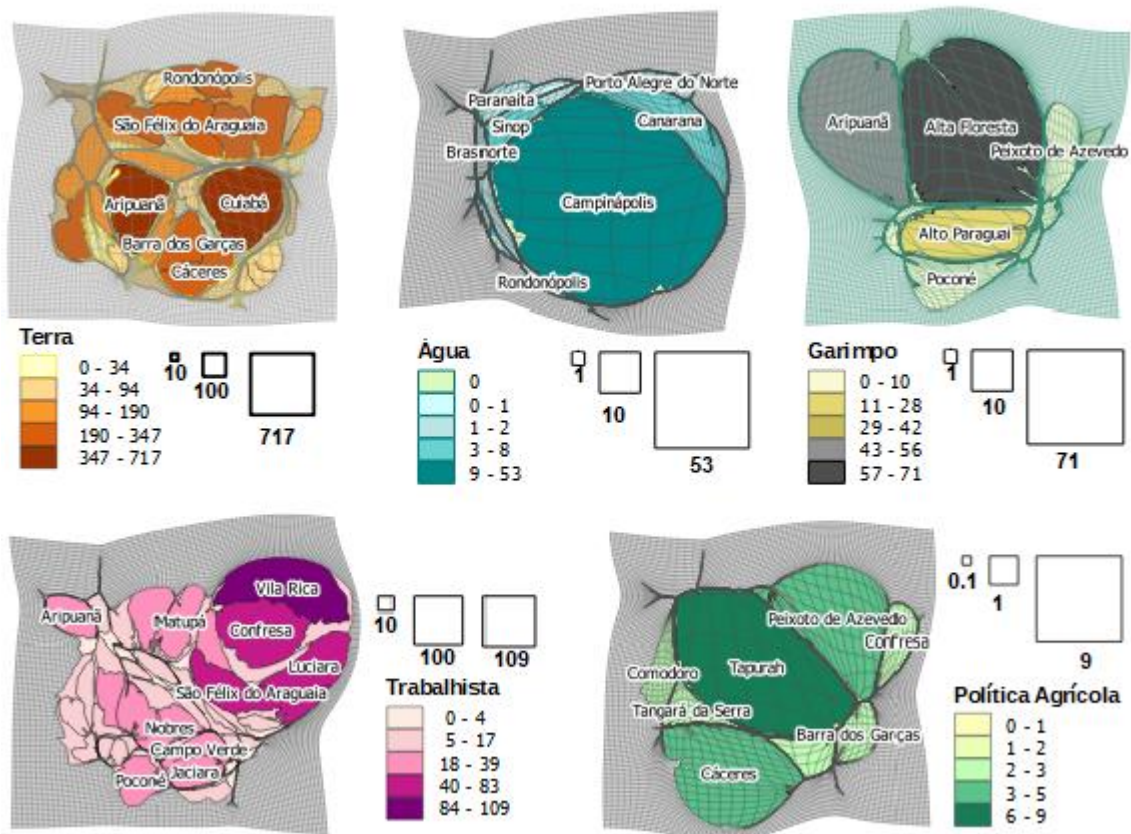 Rondonópolis
São Félix do Araguaia
Aripuanã
Cuiabá
Barra dos Garças
Cáceres
Terra
0 - 34
34 - 94
94 - 190
190 - 347
347 - 717
10
100
717
Porto Alegre do Norte
Paranaíta
Sinop
Canarana
Brasnorte
Campinápolis
Rondonópolis
Água
0
0 - 1
1 - 2
3 - 8
9 - 53
1
10
53
Aripuanã
Alta Floresta
Peixoto de Azevedo
Alto Paraguai
Poconé
Garimpo
0 - 10
11 - 28
29 - 42
43 - 56
57 - 71
1
10
71
Vila Rica
Aripuanã
Matupá
Confresa
Luciara
São Félix do Araguaia
Nobres
Campo Verde
Poconé
Jaciara
10
100
109
Trabalhista
0 - 4
5 - 17
18 - 39
40 - 83
84 - 109
Peixoto de Azevedo
Confresa
Comodoro
Tapurah
Tangará da Serra
Barra dos Garças
Cáceres
0.1
1
9
Política Agrícola
0 - 1
1 - 2
2 - 3
3 - 5
6 - 9